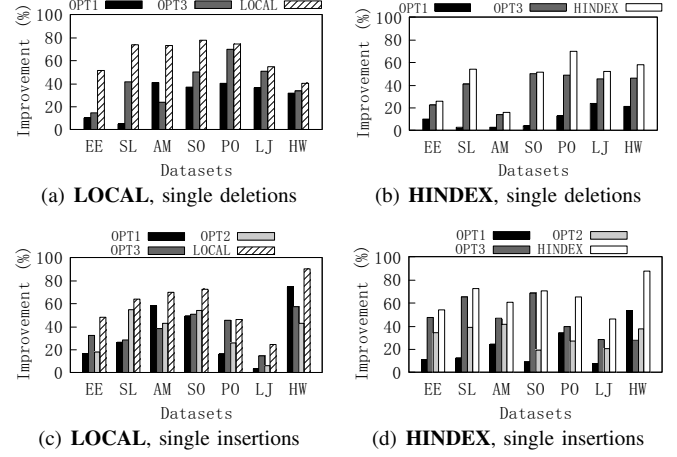 OPT1 OPT3 LOCAL
Improvement (%)
100
80
60
40
20
0
EE SL AM SO PO LJ HW
Datasets
(a) LOCAL, single deletions
OPT1 OPT3 HINDEX
Improvement (%)
100
80
60
40
20
0
EE SL AM SO PO LJ HW
Datasets
(b) HINDEX, single deletions
OPT1 OPT2
OPT3 LOCAL
Improvement (%)
100
80
60
40
20
0
EE SL AM SO PO LJ HW
Datasets
(c) LOCAL, single insertions
OPT1 OPT2
OPT3 HINDEX
Improvement (%)
100
80
60
40
20
0
EE SL AM SO PO LJ HW
Datasets
(d) HINDEX, single insertions